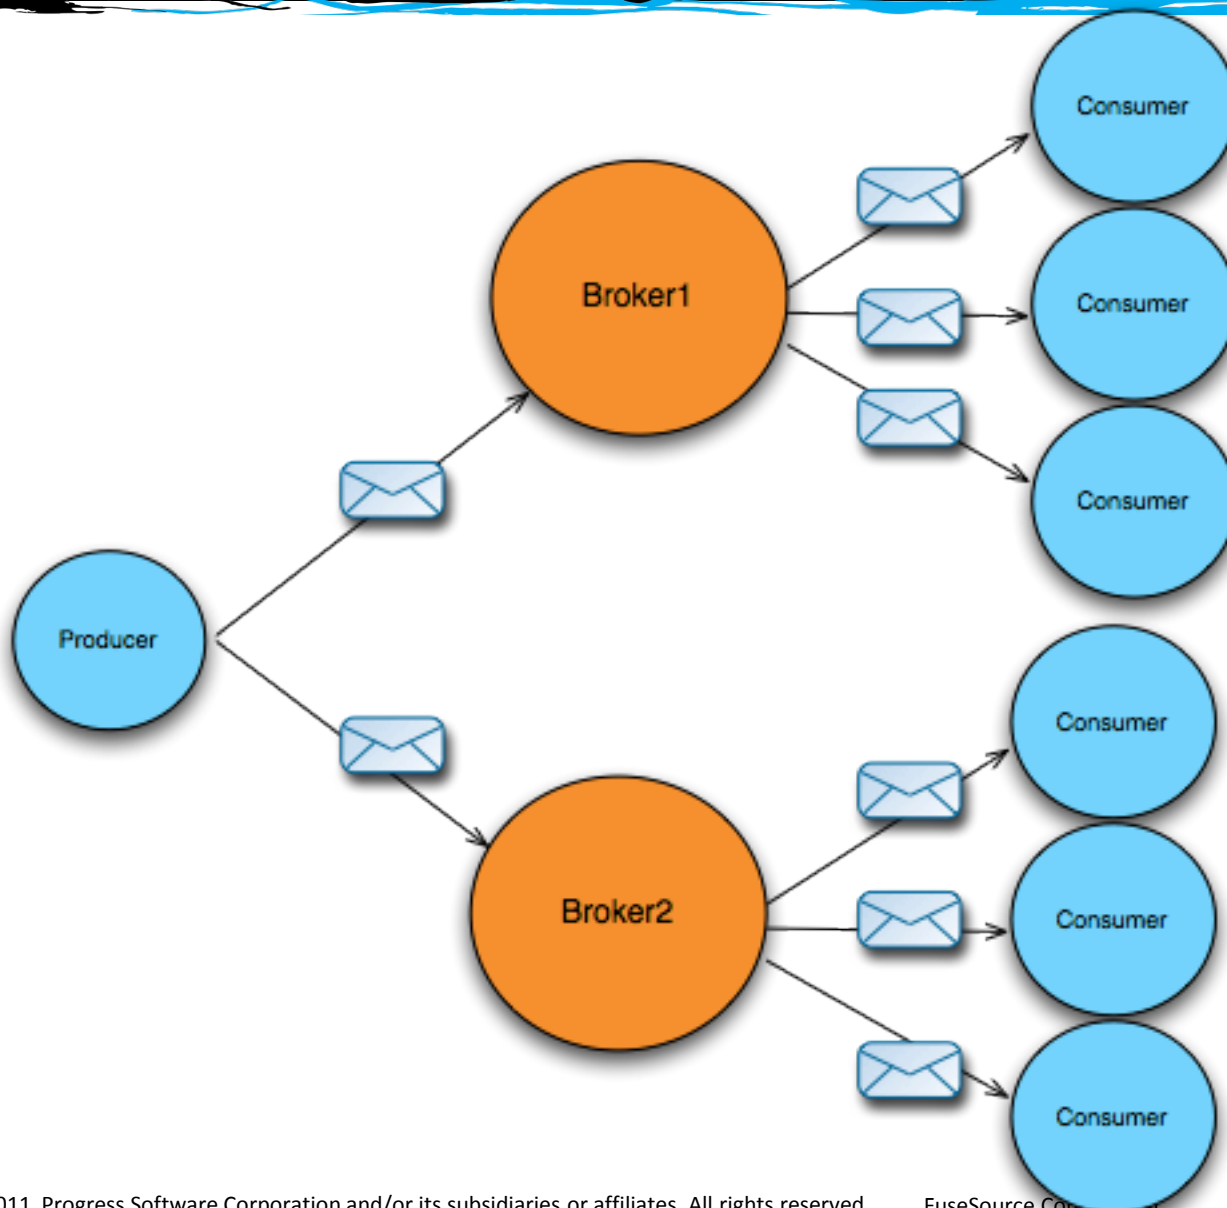 Consumer
Broker1
Consumer
Consumer
Producer
Consumer
Broker2
Consumer
Consumer
Progress Software Corporation and/or its subsidiaries or affiliates. All rights reserved. FuseSource